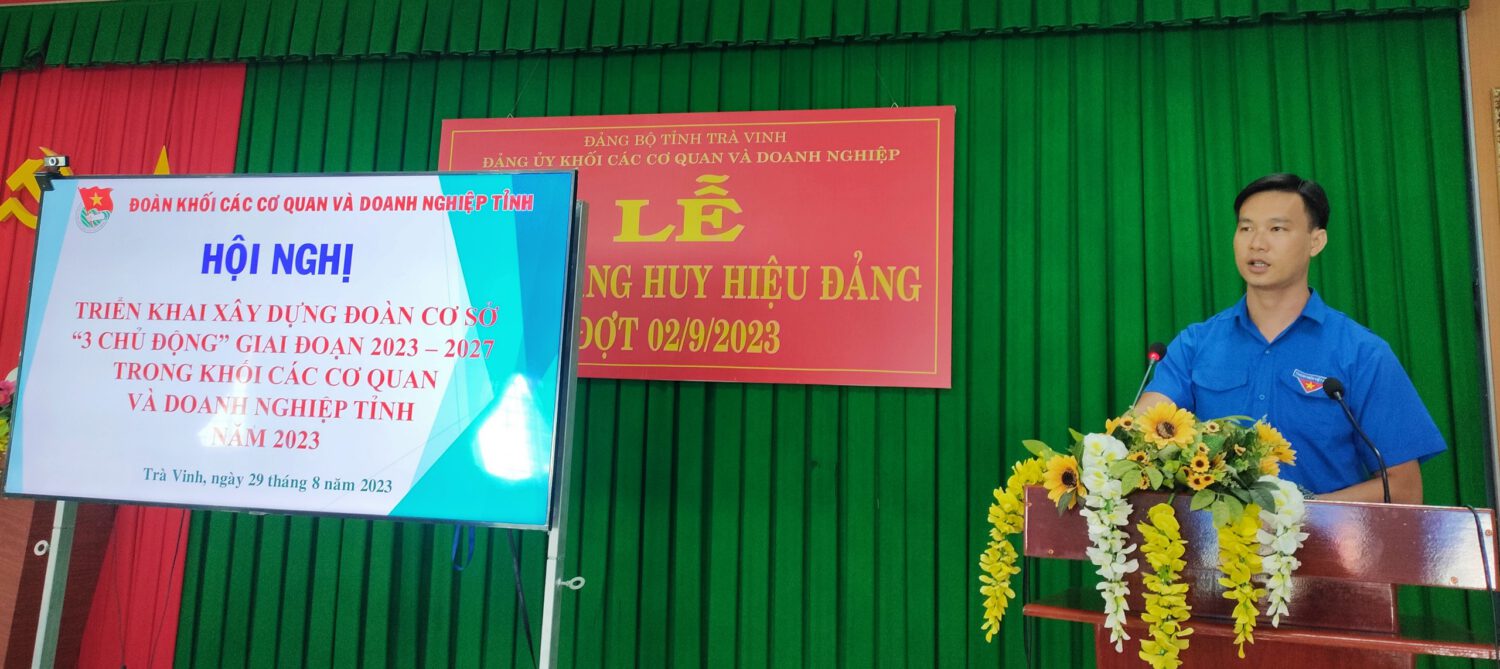 ĐOÀN KHỐI CÁC CƠ QUAN VÀ DOANH NGHIỆP TỈNH
HỘI NGHỊ
TRIỂN KHAI XÂY DỰNG ĐOÀN CƠ SỞ
“3 CHỦ ĐỘNG” GIAI ĐOẠN 2023 – 2027
TRONG KHỐI CÁC CƠ QUAN
VÀ DOANH NGHIỆP TỈNH
NĂM 2023
Trà Vinh, ngày 29 tháng 8 năm 2023
ĐẢNG BỘ TỈNH TRÀ VINH
ĐẢNG ỦY KHỐI CÁC CƠ QUAN VÀ DOANH NGHIỆP
LỄ
HUY HIỆU ĐẢNG
ĐỢT 02/9/2023